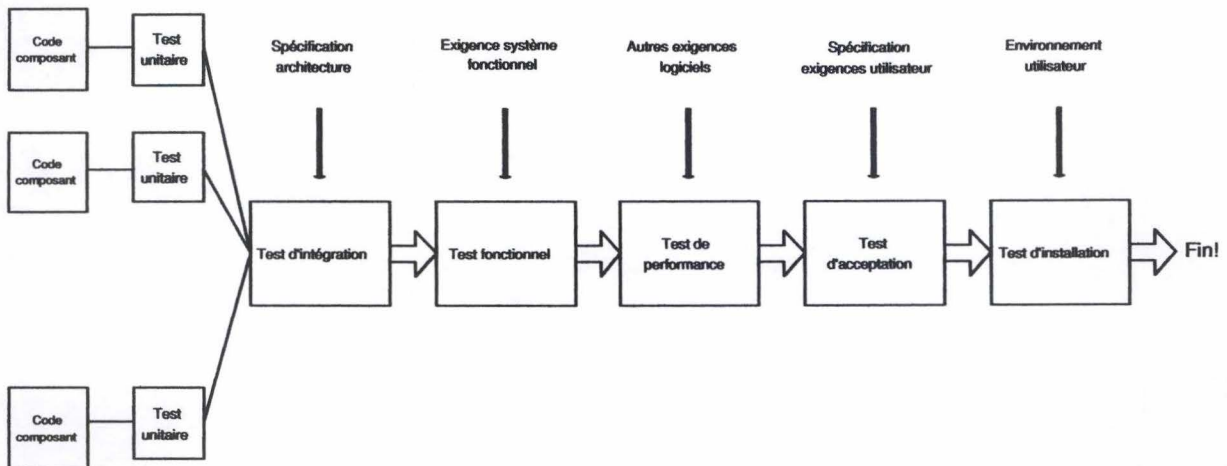 Code
composant
Test
unitaire
Spécification
architecture
Exigence système
fonctionnel
Autres exigences
logiciels
Spécification
exigences utilisateur
Environnement
utilisateur
Code
composant
Test
unitaire
Test d'intégration
Test fonctionnel
Test de
performance
Test
d'acceptation
Test d'installation
Fin!
Code
composant
Test
unitaire